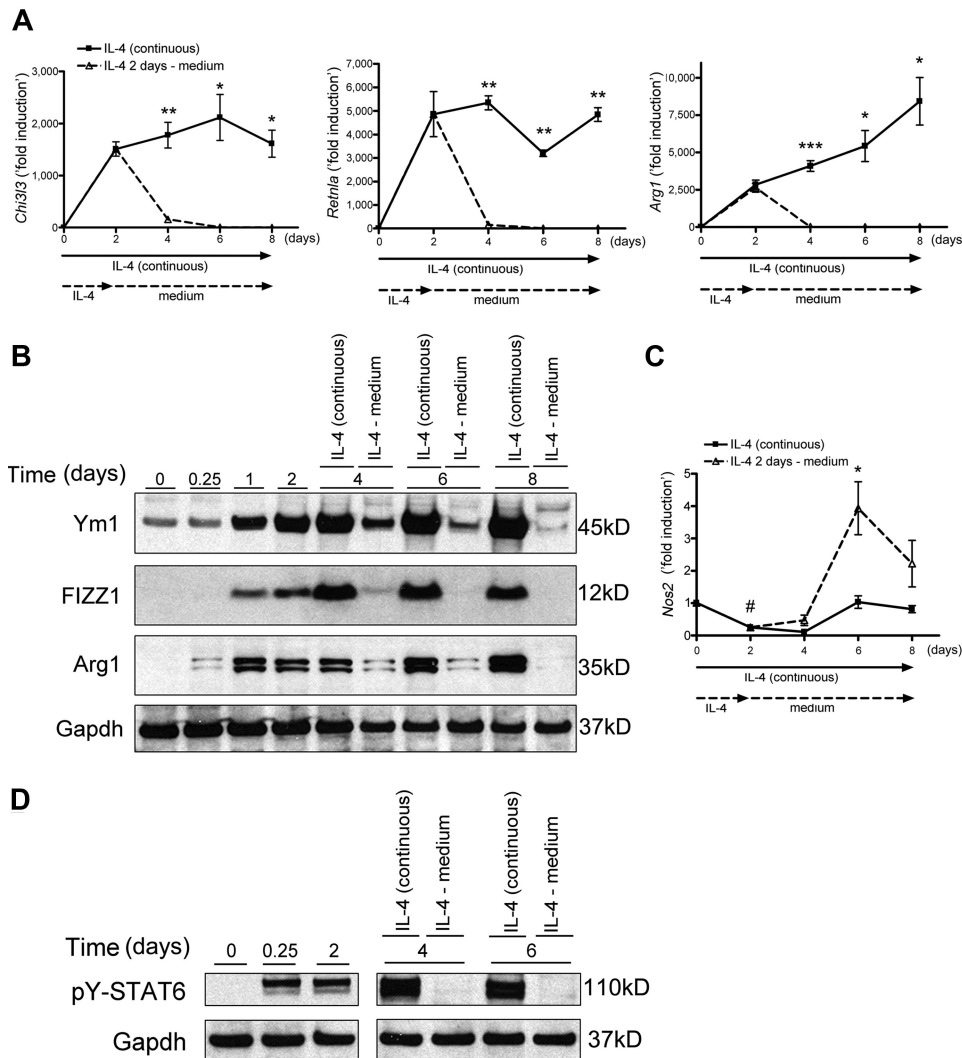 A
IL-4 (continuous)
IL-4 2 days - medium
Chi3l3 ('fold induction')
3,000
2,000
1,000
0
0 2 4 6 8 (days)
** * *
IL-4 (continuous)
IL-4 medium
Retnla ('fold induction')
7,000
6,000
5,000
4,000
3,000
2,000
1,000
0
0 2 4 6 8 (days)
** ** **
IL-4 (continuous)
IL-4 medium
Arg1 ('fold induction')
10,000
7,500
5,000
2,500
0
0 2 4 6 8 (days
*** * *
IL-4 (continuous)
IL-4 medium
B
IL-4 (continuous) IL-4 - medium IL-4 (continuous) IL-4 - medium IL-4 (continuous) IL-4 - medium
Time (days) 0 0.25 1 2 4 6 8
Ym1 45kD
FIZZ1 12kD
Arg1 35kD
Gapdh 37kD
C
IL-4 (continuous)
IL-4 2 days - medium
Nos2 ('fold induction')
5
4
3
2
1
0
# *
0 2 4 6 8 (days)
IL-4 (continuous)
IL-4 medium
D
IL-4 (continuous) IL-4 - medium IL-4 (continuous) IL-4 - medium
Time (days) 0 0.25 2 4 6
pY-STAT6 110kD
Gapdh 37kD